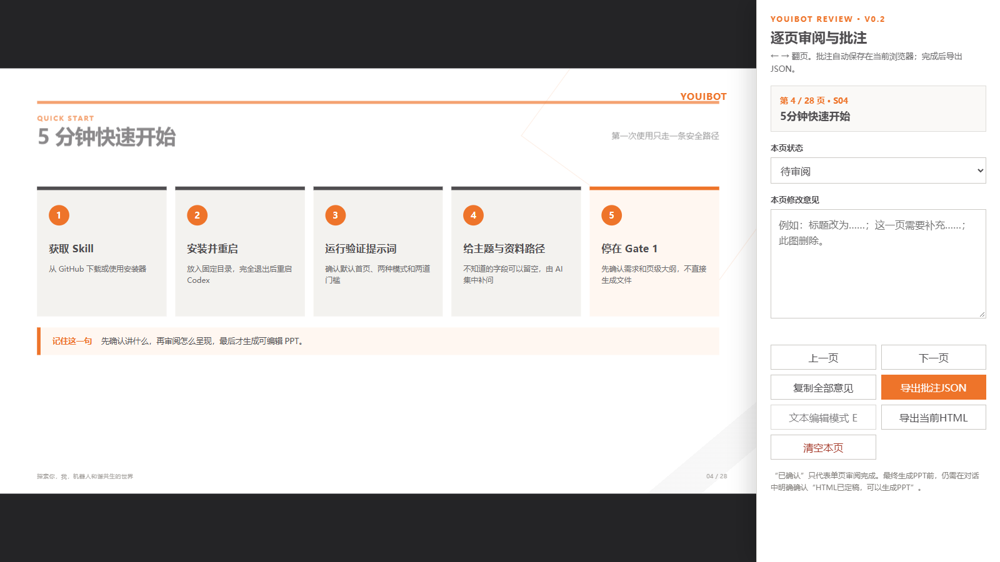 YOUIBOT
QUICK START
5 分钟快速开始
第一次使用只走一条安全路径
1
获取 Skill
从 GitHub 下载或使用安装器
2
安装并重启
放入固定目录，完全退出后重启
Codex
3
运行验证提示词
确认默认首页、两种模式和两道
门槛
4
给主题与资料路径
不知道的字段可以留空，由 AI
集中补问
5
停在 Gate 1
先确认需求和页级大纲，不直接
生成文件
记住这一句 先确认讲什么，再审阅怎么呈现，最后才生成可编辑 PPT。
探索你、我、机器人和谐共生的世界
04 / 28
YOUIBOT REVIEW • V0.2
逐页审阅与批注
← → 翻页。批注自动保存在当前浏览器；完成后导出
JSON。
第 4 / 28 页 • S04
5分钟快速开始
本页状态
待审阅
本页修改意见
例如：标题改为……；这一页需要补充……；
此图删除。
上一页
下一页
复制全部意见
导出批注JSON
文本编辑模式 E
导出当前HTML
清空本页
“已确认”只代表单页审阅完成。最终生成PPT前，仍需在对话
中明确确认“HTML已定稿，可以生成PPT”。